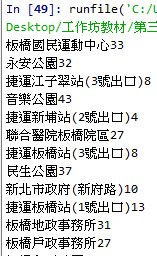 In [49]: runfile('C:/U
Desktop/工作坊教材/第三
板橋國民運動中心33
永安公園32
捷運江子翠站(3號出口)8
音樂公園43
捷運新埔站(2號出口)4
聯合醫院板橋院區27
捷運板橋站(3號出口)8
民生公園37
新北市政府(新府路)10
捷運板橋站(1號出口)13
板橋地政事務所31
板橋戶政事務所27